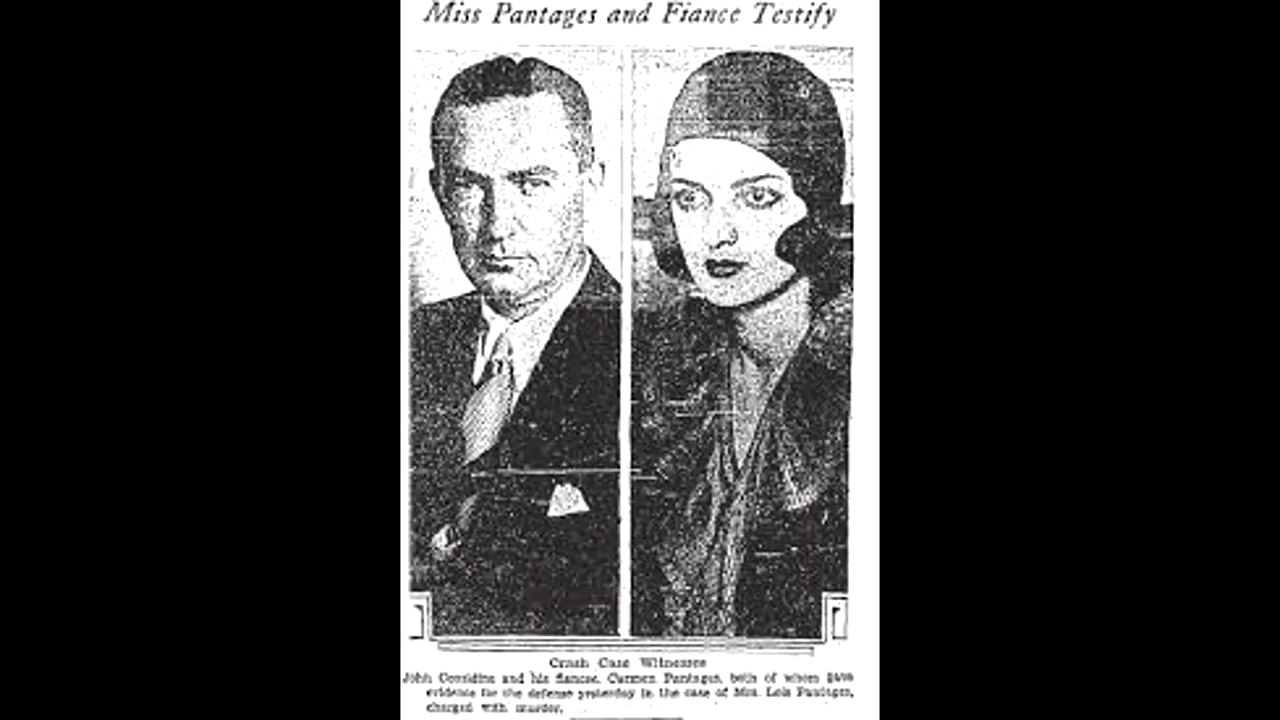 Miss Pantages and Fiance Testify
Crash Case Witnesses
John Considine and his fiancee, Carmen Pantages, both of whom gave
evidence for the defense yesterday in the case of Mrs. Lois Pantages,
charged with murder.